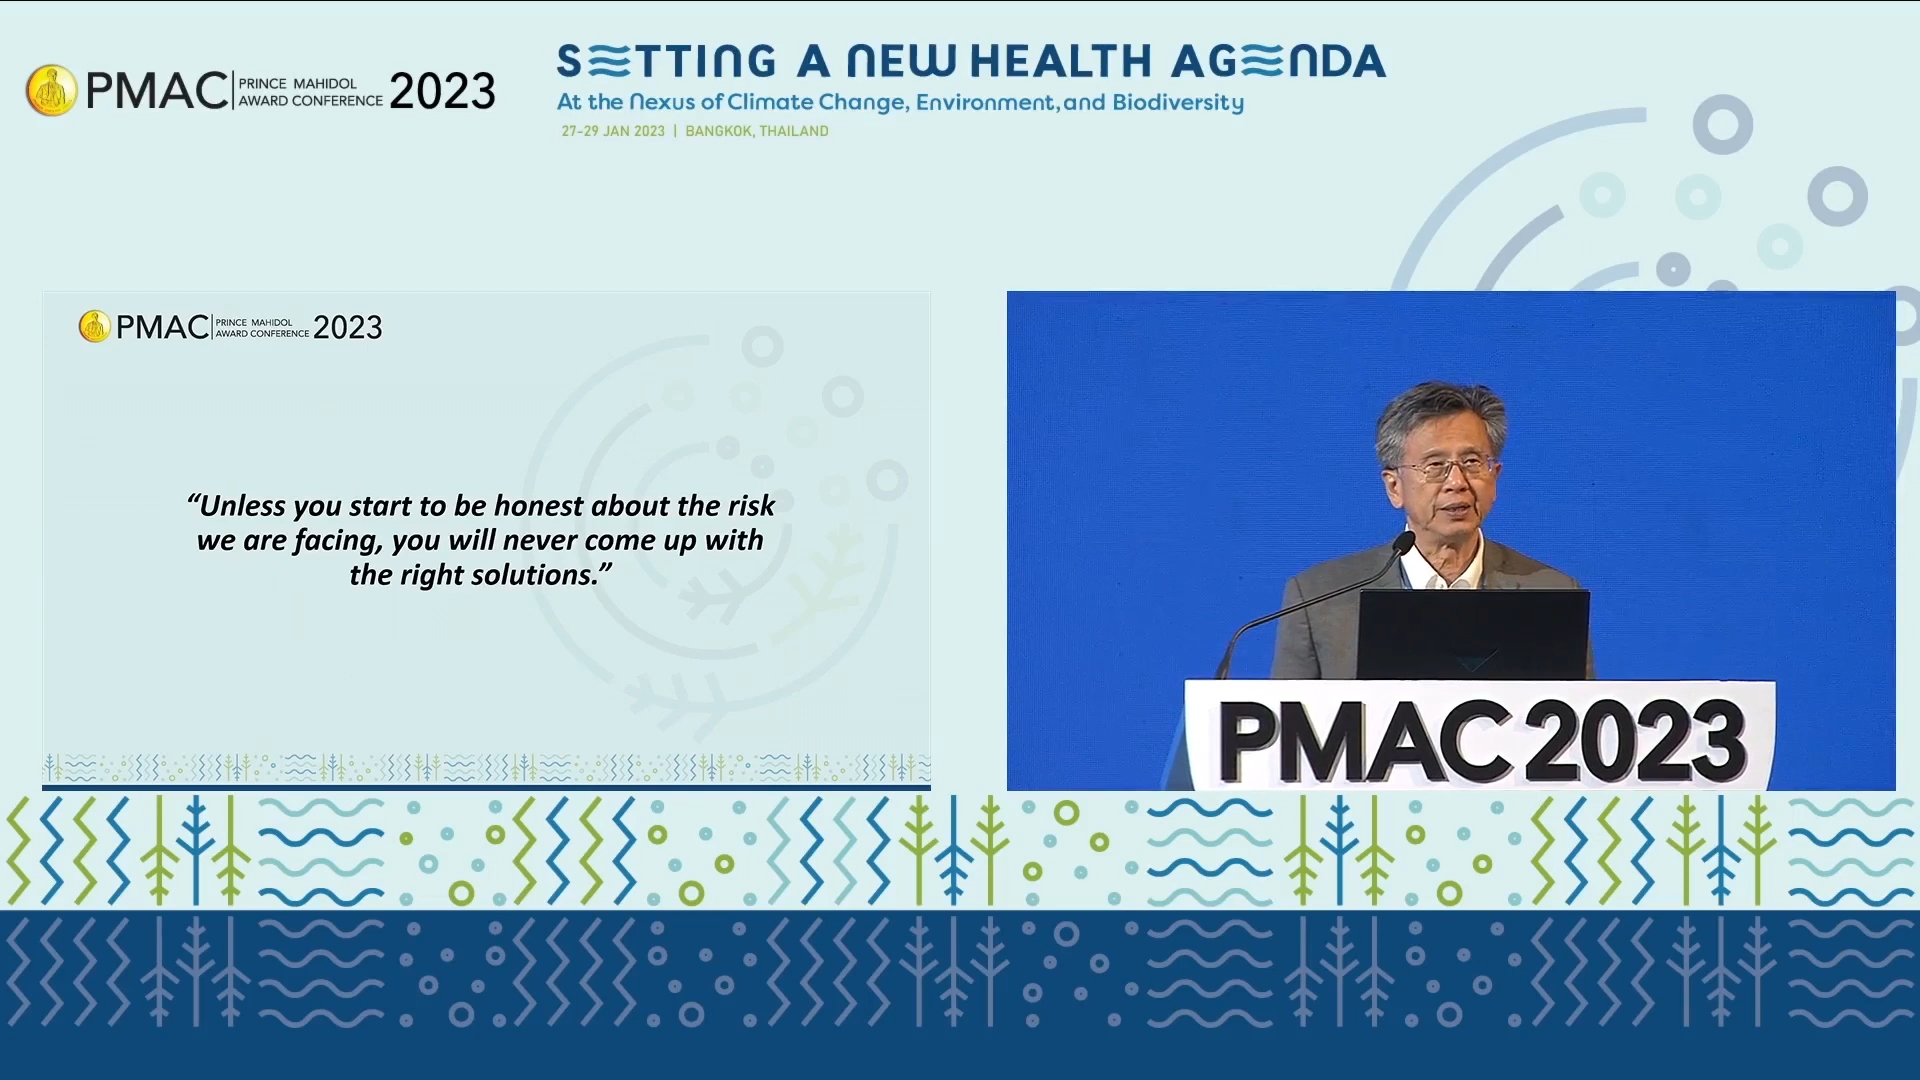 PMAC PRINCE MAHIDOL AWARD CONFERENCE 2023
SETTING A NEW HEALTH AGENDA
At the Nexus of Climate Change, Environment, and Biodiversity
27-29 JAN 2023 | BANGKOK, THAILAND
PMAC PRINCE MAHIDOL AWARD CONFERENCE 2023
“Unless you start to be honest about the risk
we are facing, you will never come up with
the right solutions.”
PMAC 2023